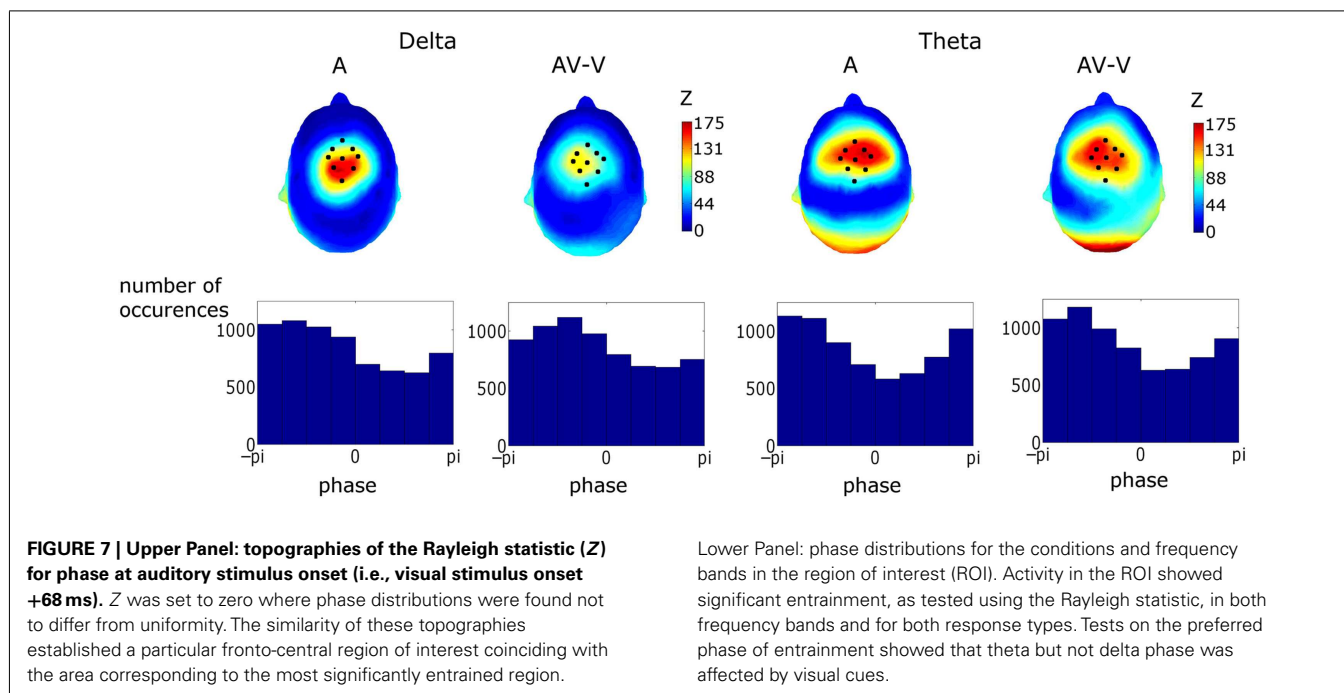 Delta
Theta
A
AV-V
A
AV-V
Z
175
131
88
44
0
Z
175
131
88
44
0
number of
occurences
1000
500
0
−pi
0
pi
phase
1000
500
0
−pi
0
pi
phase
1000
500
0
−pi
0
pi
phase
1000
500
0
−pi
0
pi
phase
FIGURE 7 | Upper Panel: topographies of the Rayleigh statistic (Z)
for phase at auditory stimulus onset (i.e., visual stimulus onset
+68 ms). Z was set to zero where phase distributions were found not
to differ from uniformity. The similarity of these topographies
established a particular fronto-central region of interest coinciding with
the area corresponding to the most significantly entrained region.
Lower Panel: phase distributions for the conditions and frequency
bands in the region of interest (ROI). Activity in the ROI showed
significant entrainment, as tested using the Rayleigh statistic, in both
frequency bands and for both response types. Tests on the preferred
phase of entrainment showed that theta but not delta phase was
affected by visual cues.